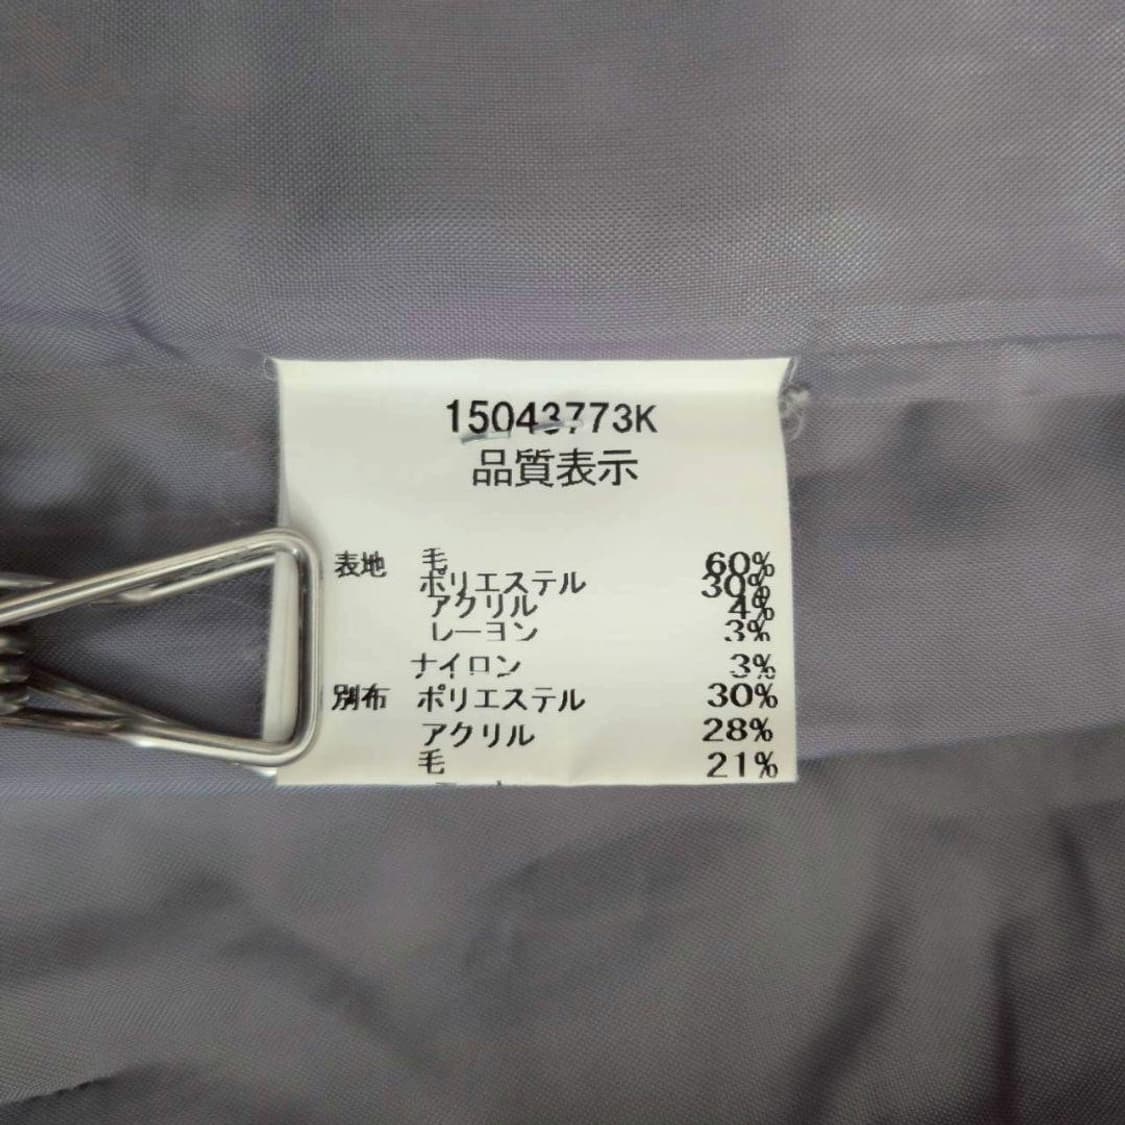 15043773K
品質表示
表地 毛 60%
ポリエステル 30%
アクリル 4%
レーヨン 3%
ナイロン 3%
別布 ポリエステル 30%
アクリル 28%
毛 21%